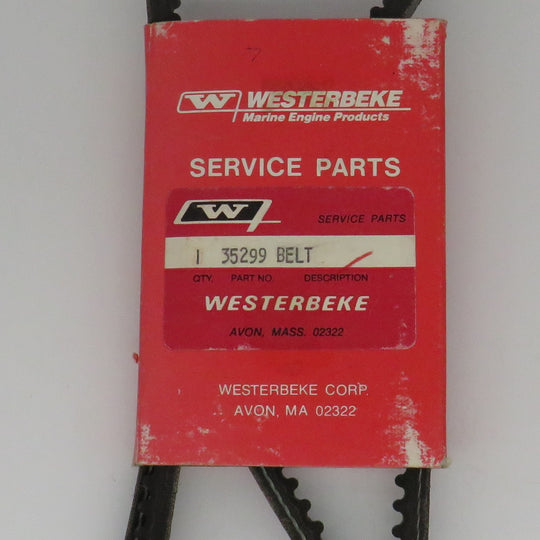 W WESTERBEKE
Marine Engine Products
SERVICE PARTS
W SERVICE PARTS
1 35299 BELT
QTY. PART NO. DESCRIPTION
WESTERBEKE
AVON, MASS. 02322
WESTERBEKE CORP.
AVON, MA 02322